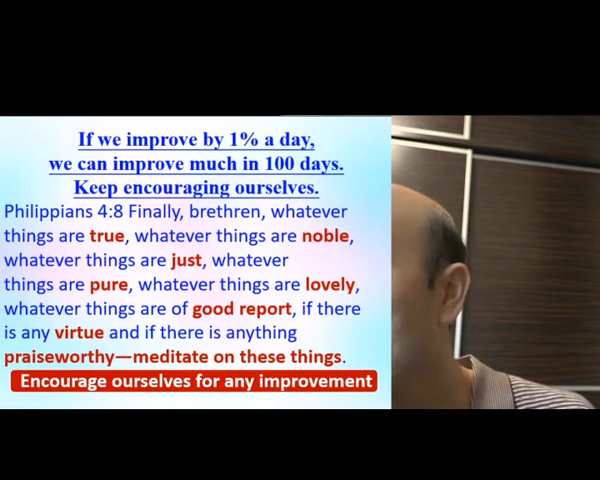 If we improve by 1% a day,
we can improve much in 100 days.
Keep encouraging ourselves.
Philippians 4:8 Finally, brethren, whatever
things are true, whatever things are noble,
whatever things are just, whatever
things are pure, whatever things are lovely,
whatever things are of good report, if there
is any virtue and if there is anything
praiseworthy—meditate on these things.
Encourage ourselves for any improvement